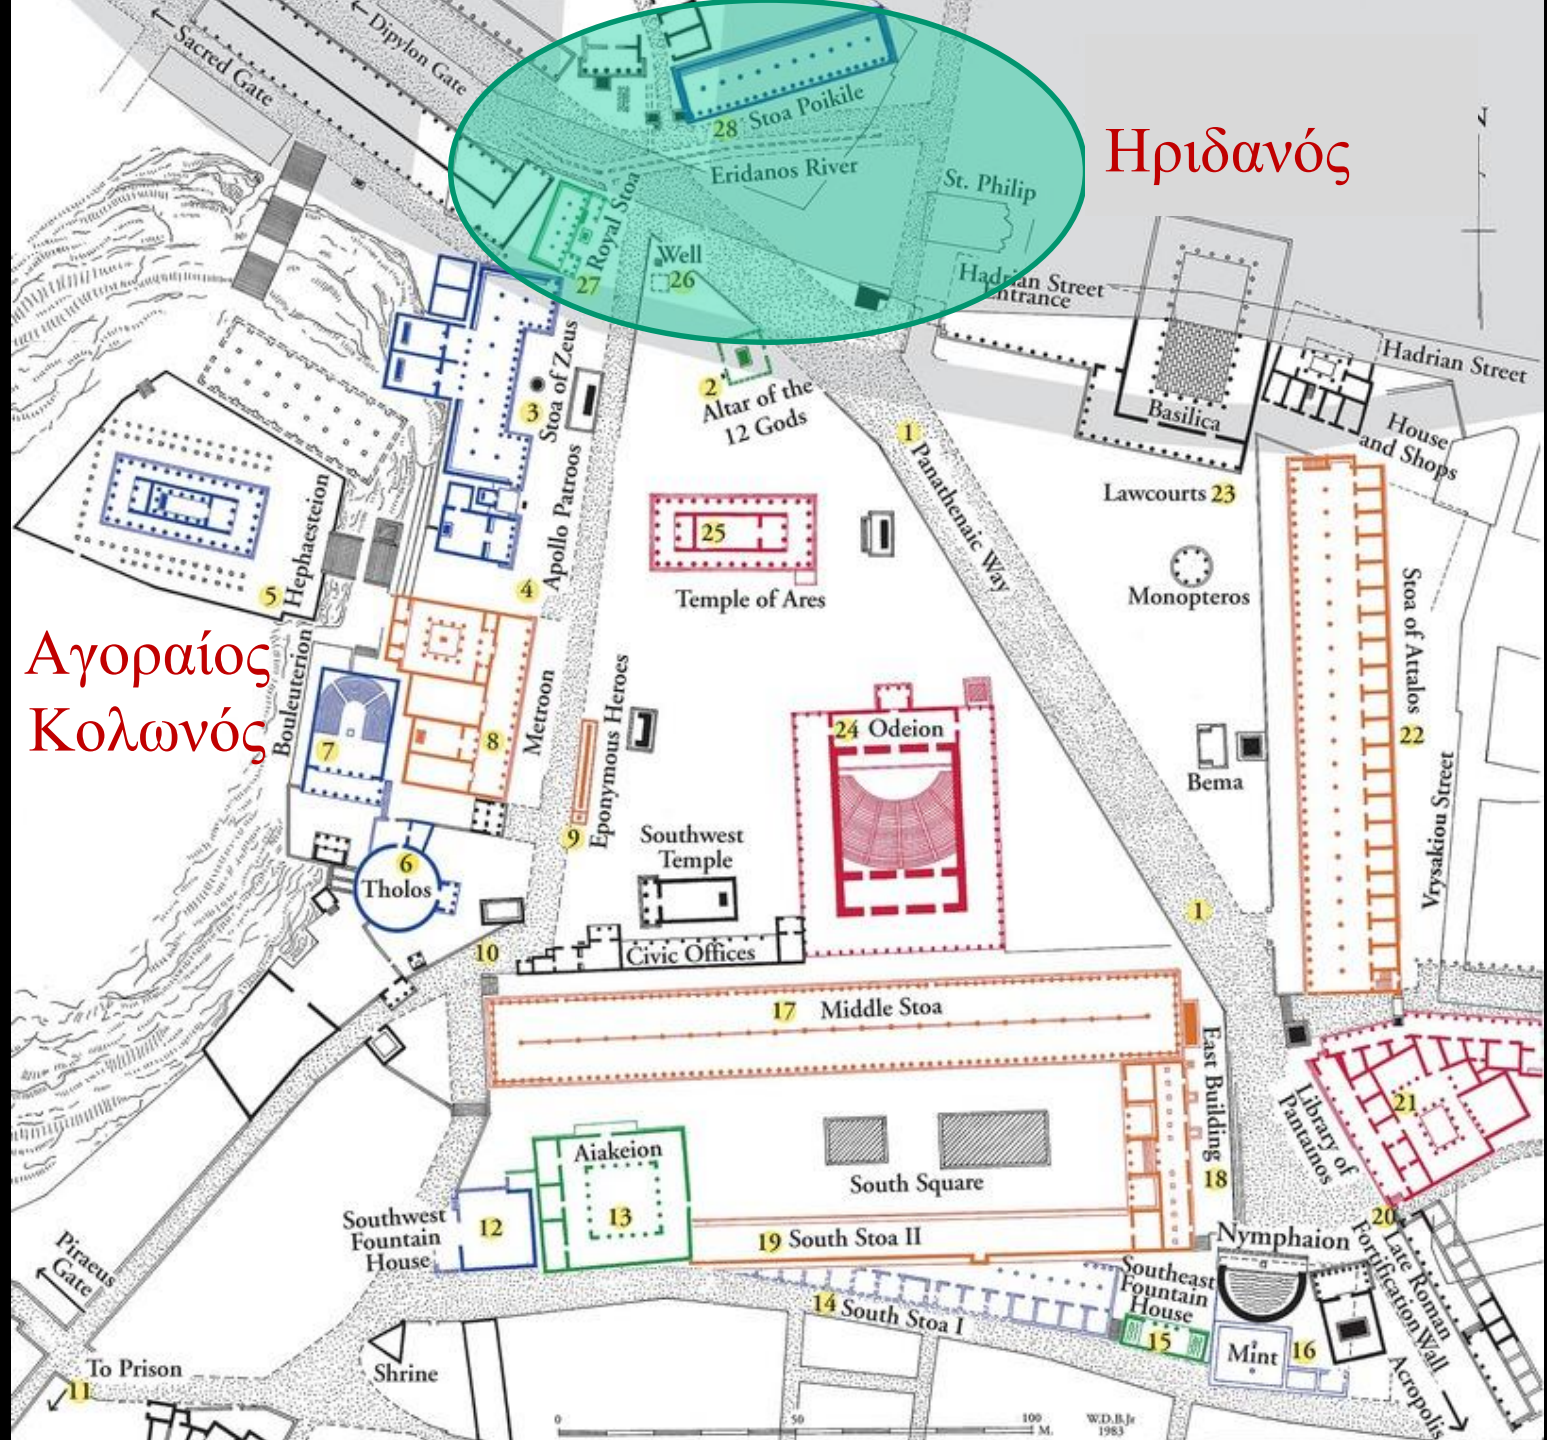 Dipylon Gate
Sacred Gate
28 Stoa Poikile
Eridanos River
Ηριδανός
St. Philip
Royal Stoa
27
Well
26
Hadrian Street
Entrance
N
Hadrian Street
House
and Shops
Basilica
Stoa of Zeus
3
2
Altar of the
12 Gods
1
Panathenaic Way
Lawcourts 23
Apollo Patroos
4
Hephaesteion
5
25
Temple of Ares
Monopteros
Stoa of Attalos
22
Αγοραίος
Κολωνός
Bouleuterion
7
8
Metroon
Eponymous Heroes
9
24 Odeion
Bema
Vrysakiou Street
Southwest
Temple
6
Tholos
1
10
Civic Offices
17 Middle Stoa
East Building
18
Library of
Pantainos
21
Aiakeion
13
South Square
Southwest
Fountain
House
12
19 South Stoa II
20
Late Roman
Fortification Wall
Nymphaion
Piraeus
Gate
Southeast
Fountain
House
15
14 South Stoa I
Mint
16
To Prison
11
Shrine
Acropolis
0 50 100
M.
W.D.B.Jr
1983